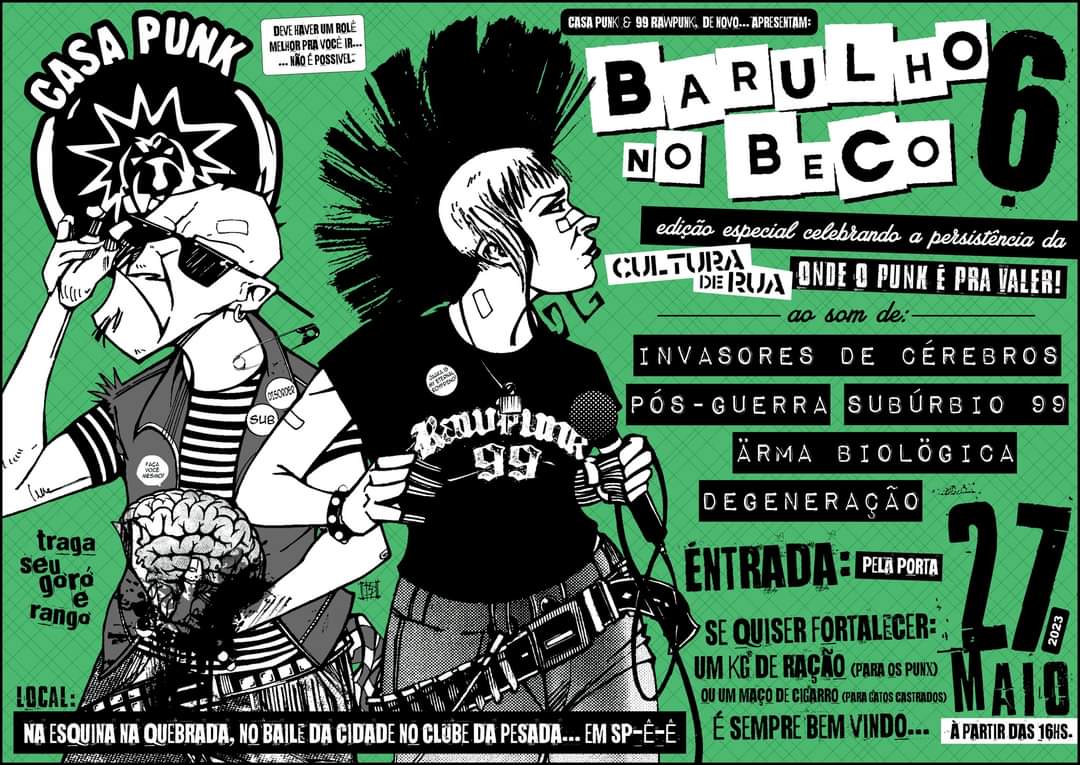 CASA PUNK
DEVE HAVER UM ROLÊ
MELHOR PRA VOCÊ IR...
... NÃO É POSSIVEL.
CASA PUNK & 99 RAWPUNK, DE NOVO... APRESENTAM:
BARULHO
NO BECO
6
edição especial celebrando a persistência da
CULTURA
DE RUA
ONDE O PUNK É PRA VALER!
ao som de:
INVASORES DE CÉREBROS
PÓS-GUERRA
SUBÚRBIO 99
ÄRMA BIOLÖGICA
DEGENERAÇÃO
DISORDER
SUB
FAÇA
VOCÊ
MESMO!
RawPunk
99
traga
seu
goró
e
rango
ÉNTRADA:
PELA PORTA
27
2023
MAIO
À PARTIR DAS 16HS.
SE QUISER FORTALECER:
UM KG DE RAÇÃO (PARA OS PUNX)
OU UM MAÇO DE CIGARRO (PARA GATOS CASTRADOS)
É SEMPRE BEM VINDO...
LOCAL:
NA ESQUINA NA QUEBRADA, NO BAILE DA CIDADE NO CLUBE DA PESADA... EM SP-Ê-Ê